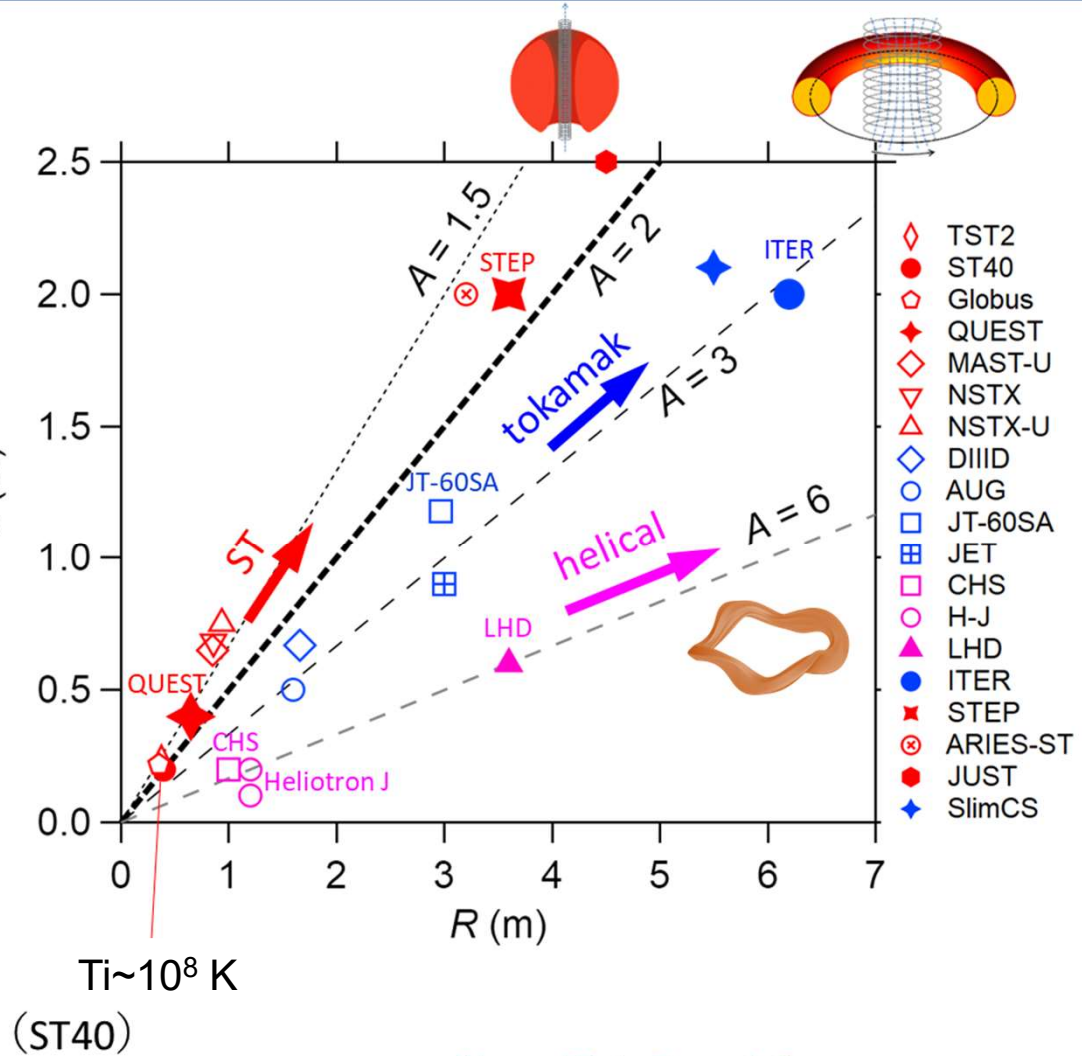 2.5
2.0
1.5
1.0
0.5
0.0
0
1
2
3
4
5
6
7
R (m)
A = 1.5
A = 2
A = 3
A = 6
STEP
ITER
tokamak
JT-60SA
ST
helical
LHD
QUEST
CHS
Heliotron J
TST2
ST40
Globus
QUEST
MAST-U
NSTX
NSTX-U
DIIID
AUG
JT-60SA
JET
CHS
H-J
LHD
ITER
STEP
ARIES-ST
JUST
SlimCS
Ti~10⁸ K
（ST40）